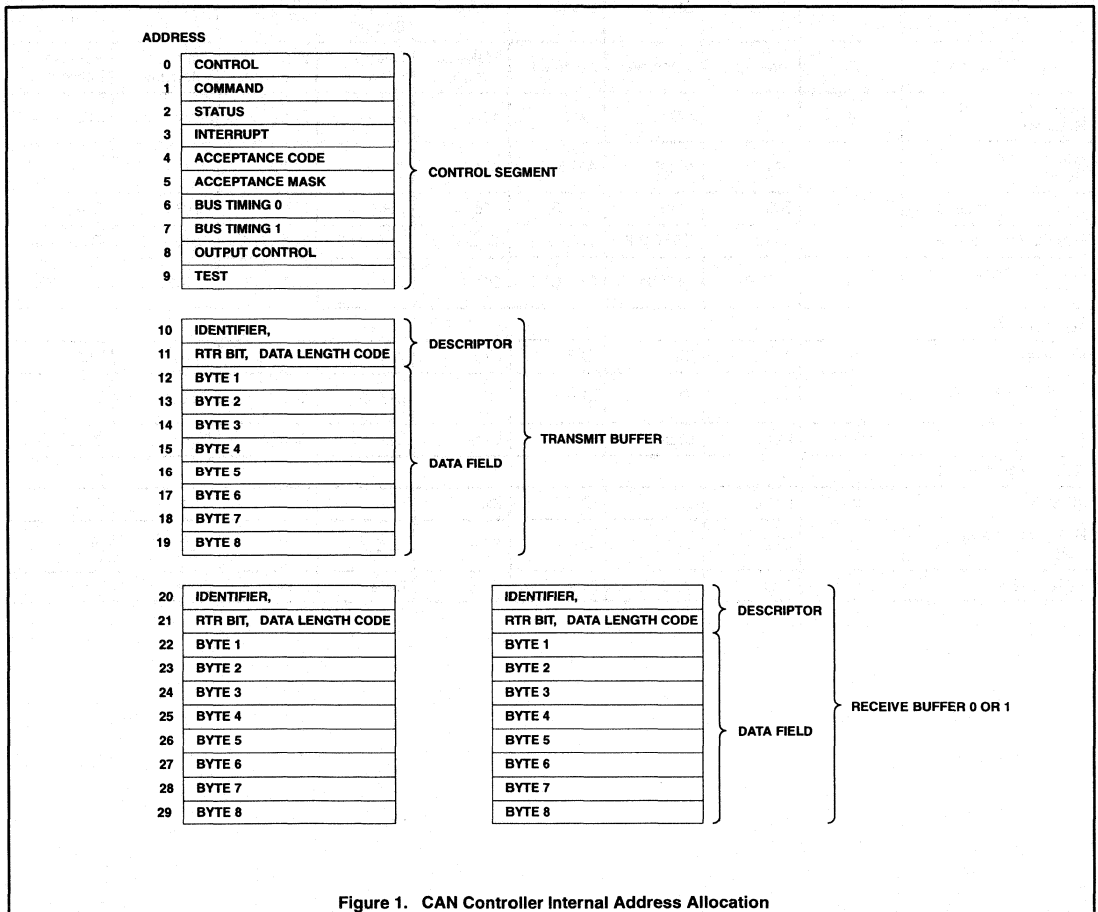 ADDRESS
0 CONTROL
1 COMMAND
2 STATUS
3 INTERRUPT
4 ACCEPTANCE CODE
5 ACCEPTANCE MASK
6 BUS TIMING 0
7 BUS TIMING 1
8 OUTPUT CONTROL
9 TEST
CONTROL SEGMENT
10 IDENTIFIER,
11 RTR BIT, DATA LENGTH CODE
12 BYTE 1
13 BYTE 2
14 BYTE 3
15 BYTE 4
16 BYTE 5
17 BYTE 6
18 BYTE 7
19 BYTE 8
DESCRIPTOR
DATA FIELD
TRANSMIT BUFFER
20 IDENTIFIER, IDENTIFIER,
21 RTR BIT, DATA LENGTH CODE RTR BIT, DATA LENGTH CODE
22 BYTE 1 BYTE 1
23 BYTE 2 BYTE 2
24 BYTE 3 BYTE 3
25 BYTE 4 BYTE 4
26 BYTE 5 BYTE 5
27 BYTE 6 BYTE 6
28 BYTE 7 BYTE 7
29 BYTE 8 BYTE 8
DESCRIPTOR
DATA FIELD
RECEIVE BUFFER 0 OR 1
Figure 1. CAN Controller Internal Address Allocation